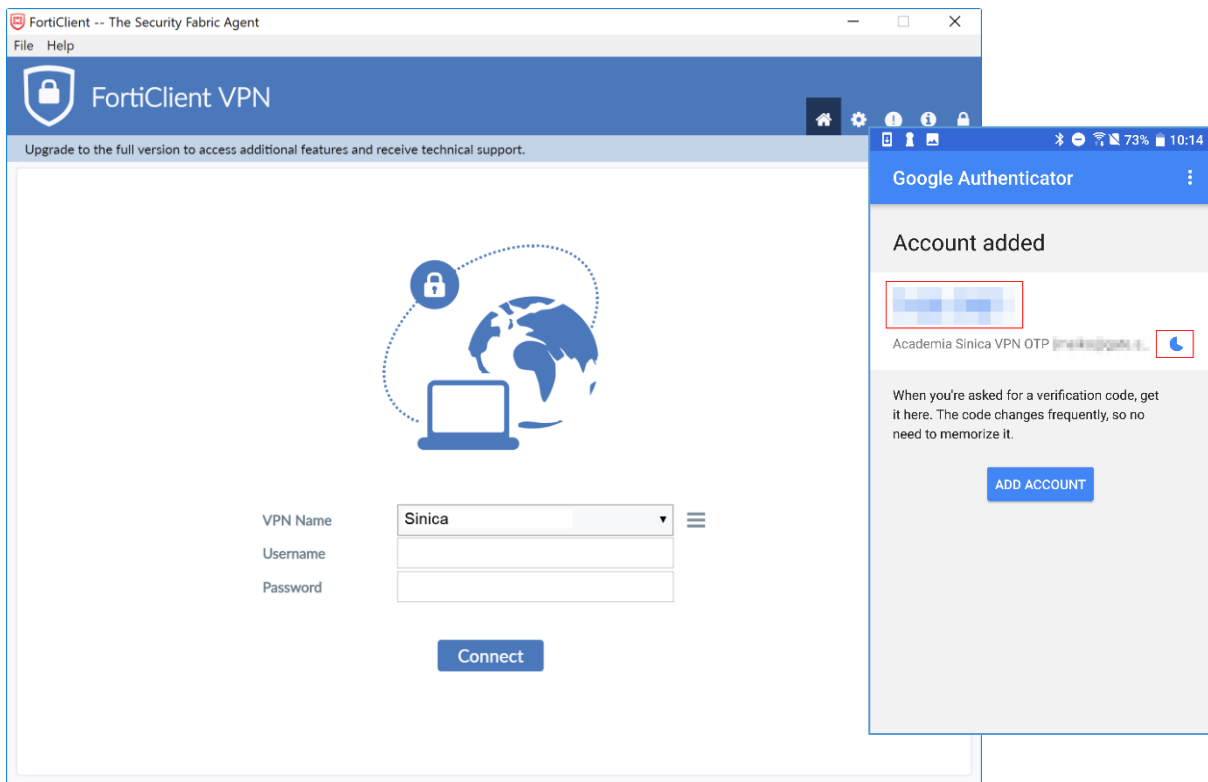 FortiClient -- The Security Fabric Agent
File Help
FortiClient VPN
Upgrade to the full version to access additional features and receive technical support.
VPN Name
Sinica
Username
Password
Connect
73% 10:14
Google Authenticator
Account added
Academia Sinica VPN OTP
When you're asked for a verification code, get
it here. The code changes frequently, so no
need to memorize it.
ADD ACCOUNT